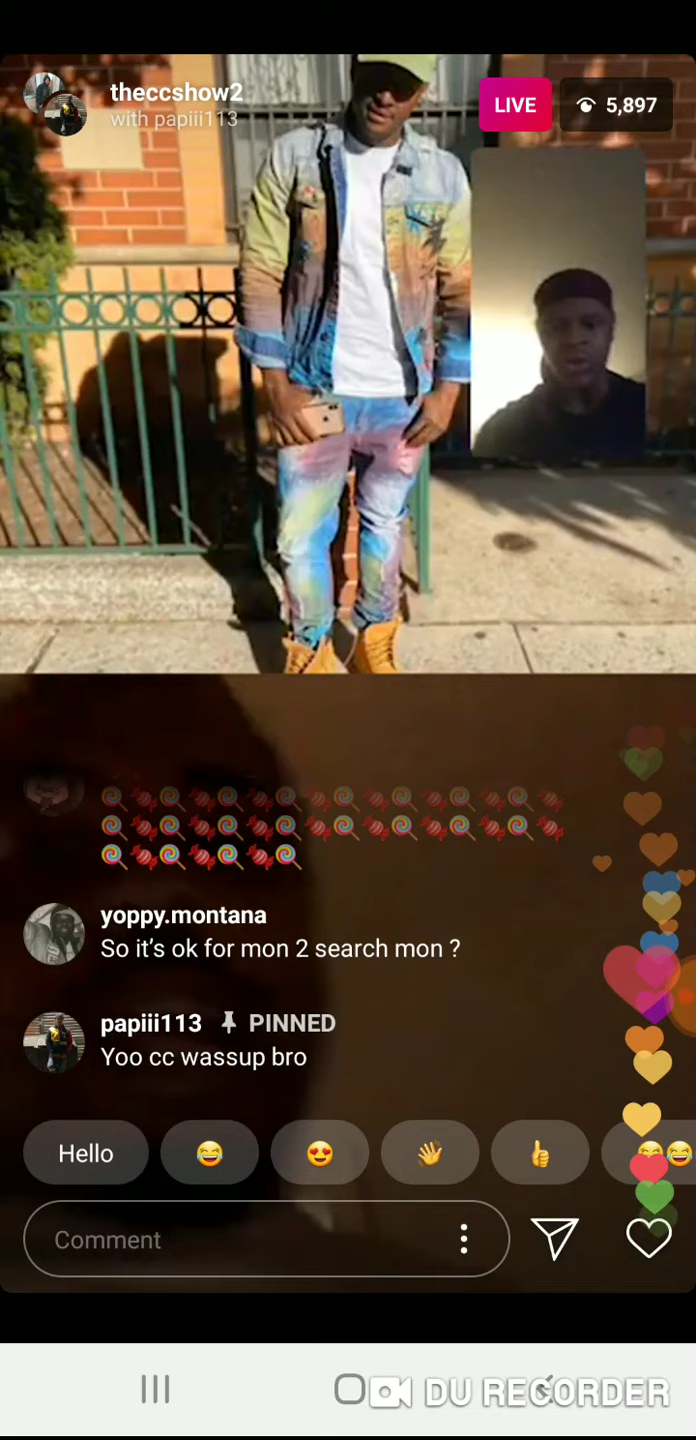 theccshow2
with papiii113
LIVE
5,897
yoppy.montana
So it's ok for mon 2 search mon ?
papiii113 PINNED
Yoo cc wassup bro
Hello
Comment
DU RECORDER